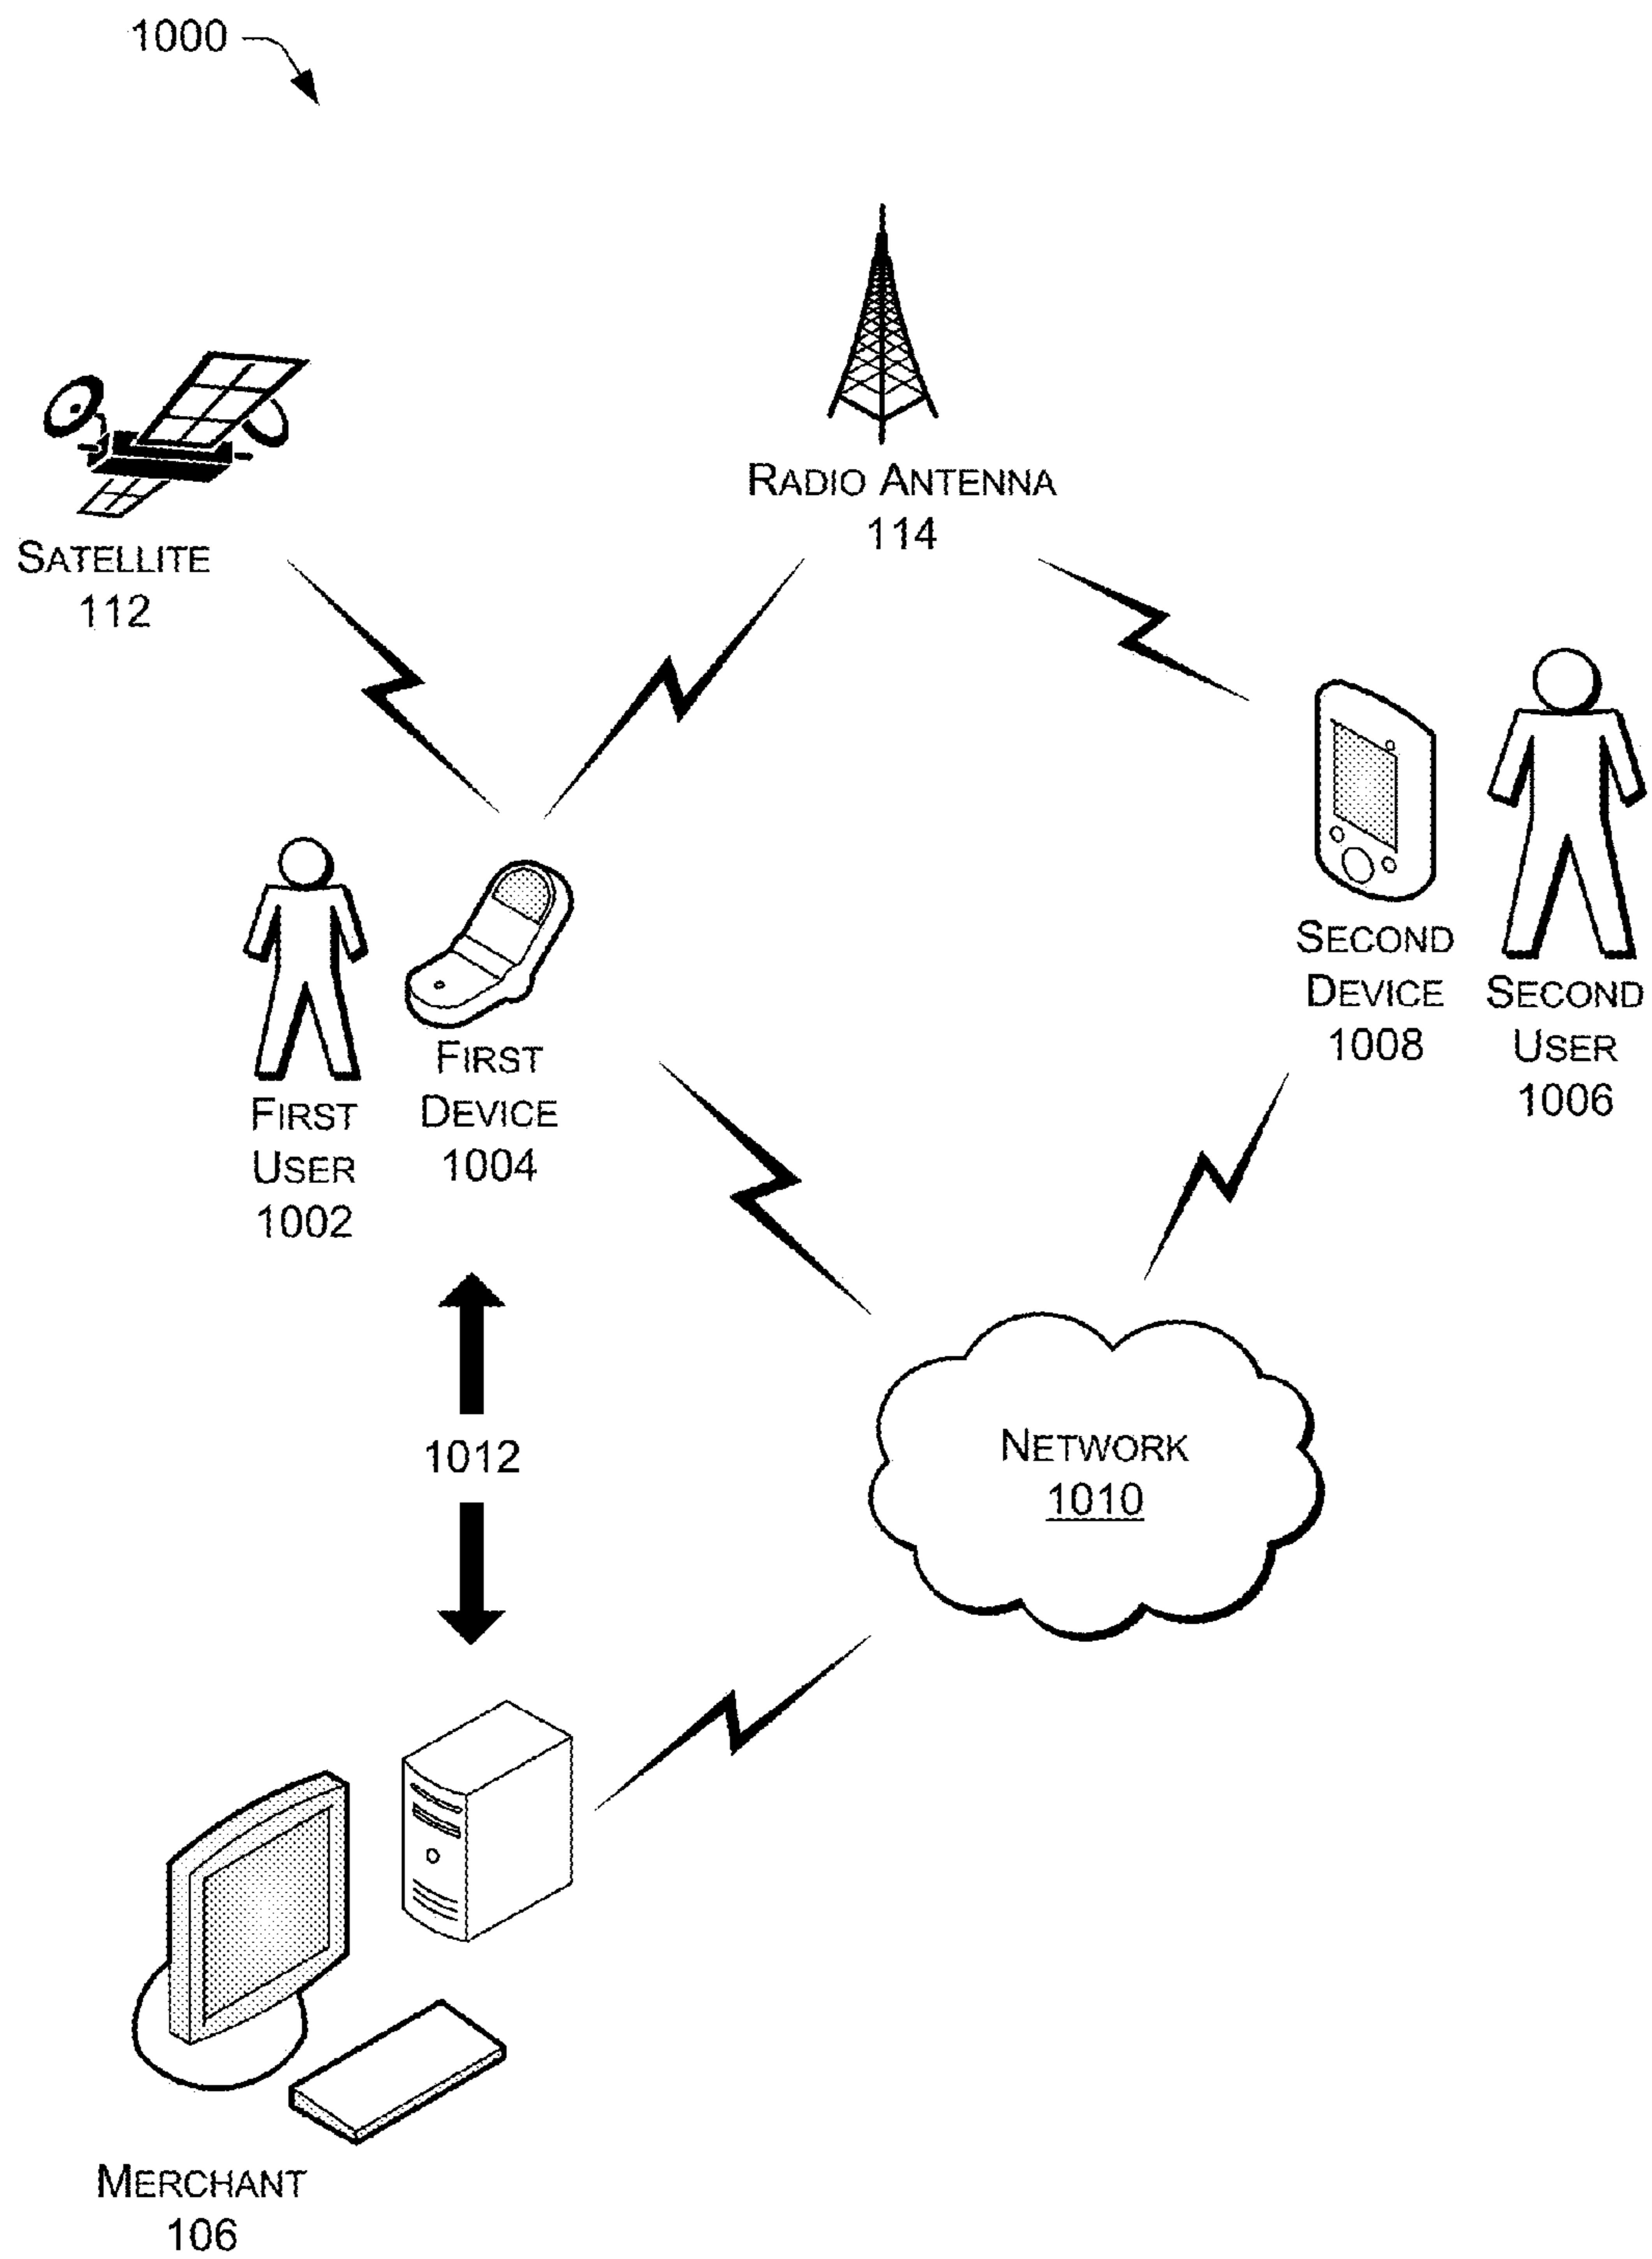 1000
RADIO ANTENNA
114
SATELLITE
112
SECOND
DEVICE
1008
SECOND
USER
1006
FIRST
DEVICE
1004
FIRST
USER
1002
1012
NETWORK
1010
MERCHANT
106